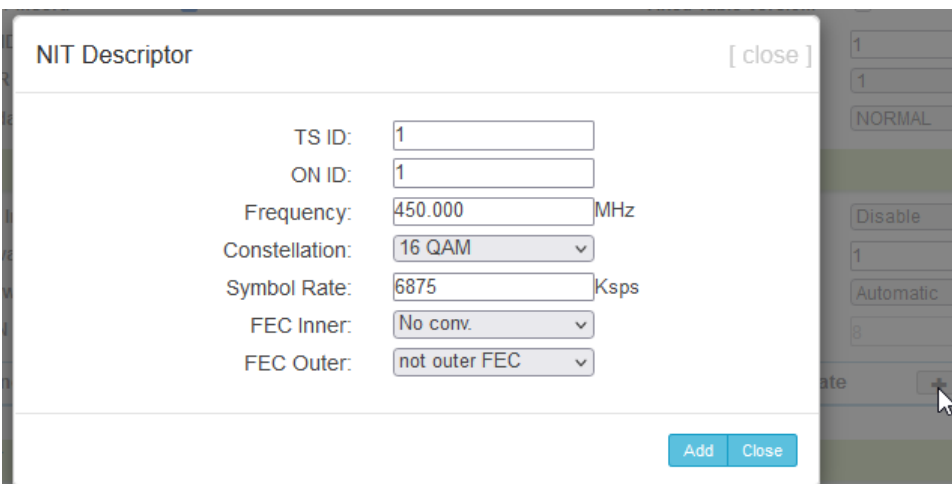 NIT Descriptor
[ close ]
TS ID: 1
ON ID: 1
Frequency: 450.000 MHz
Constellation: 16 QAM
Symbol Rate: 6875 Ksps
FEC Inner: No conv.
FEC Outer: not outer FEC
Add Close
1
1
NORMAL
Disable
1
Automatic
8
ate